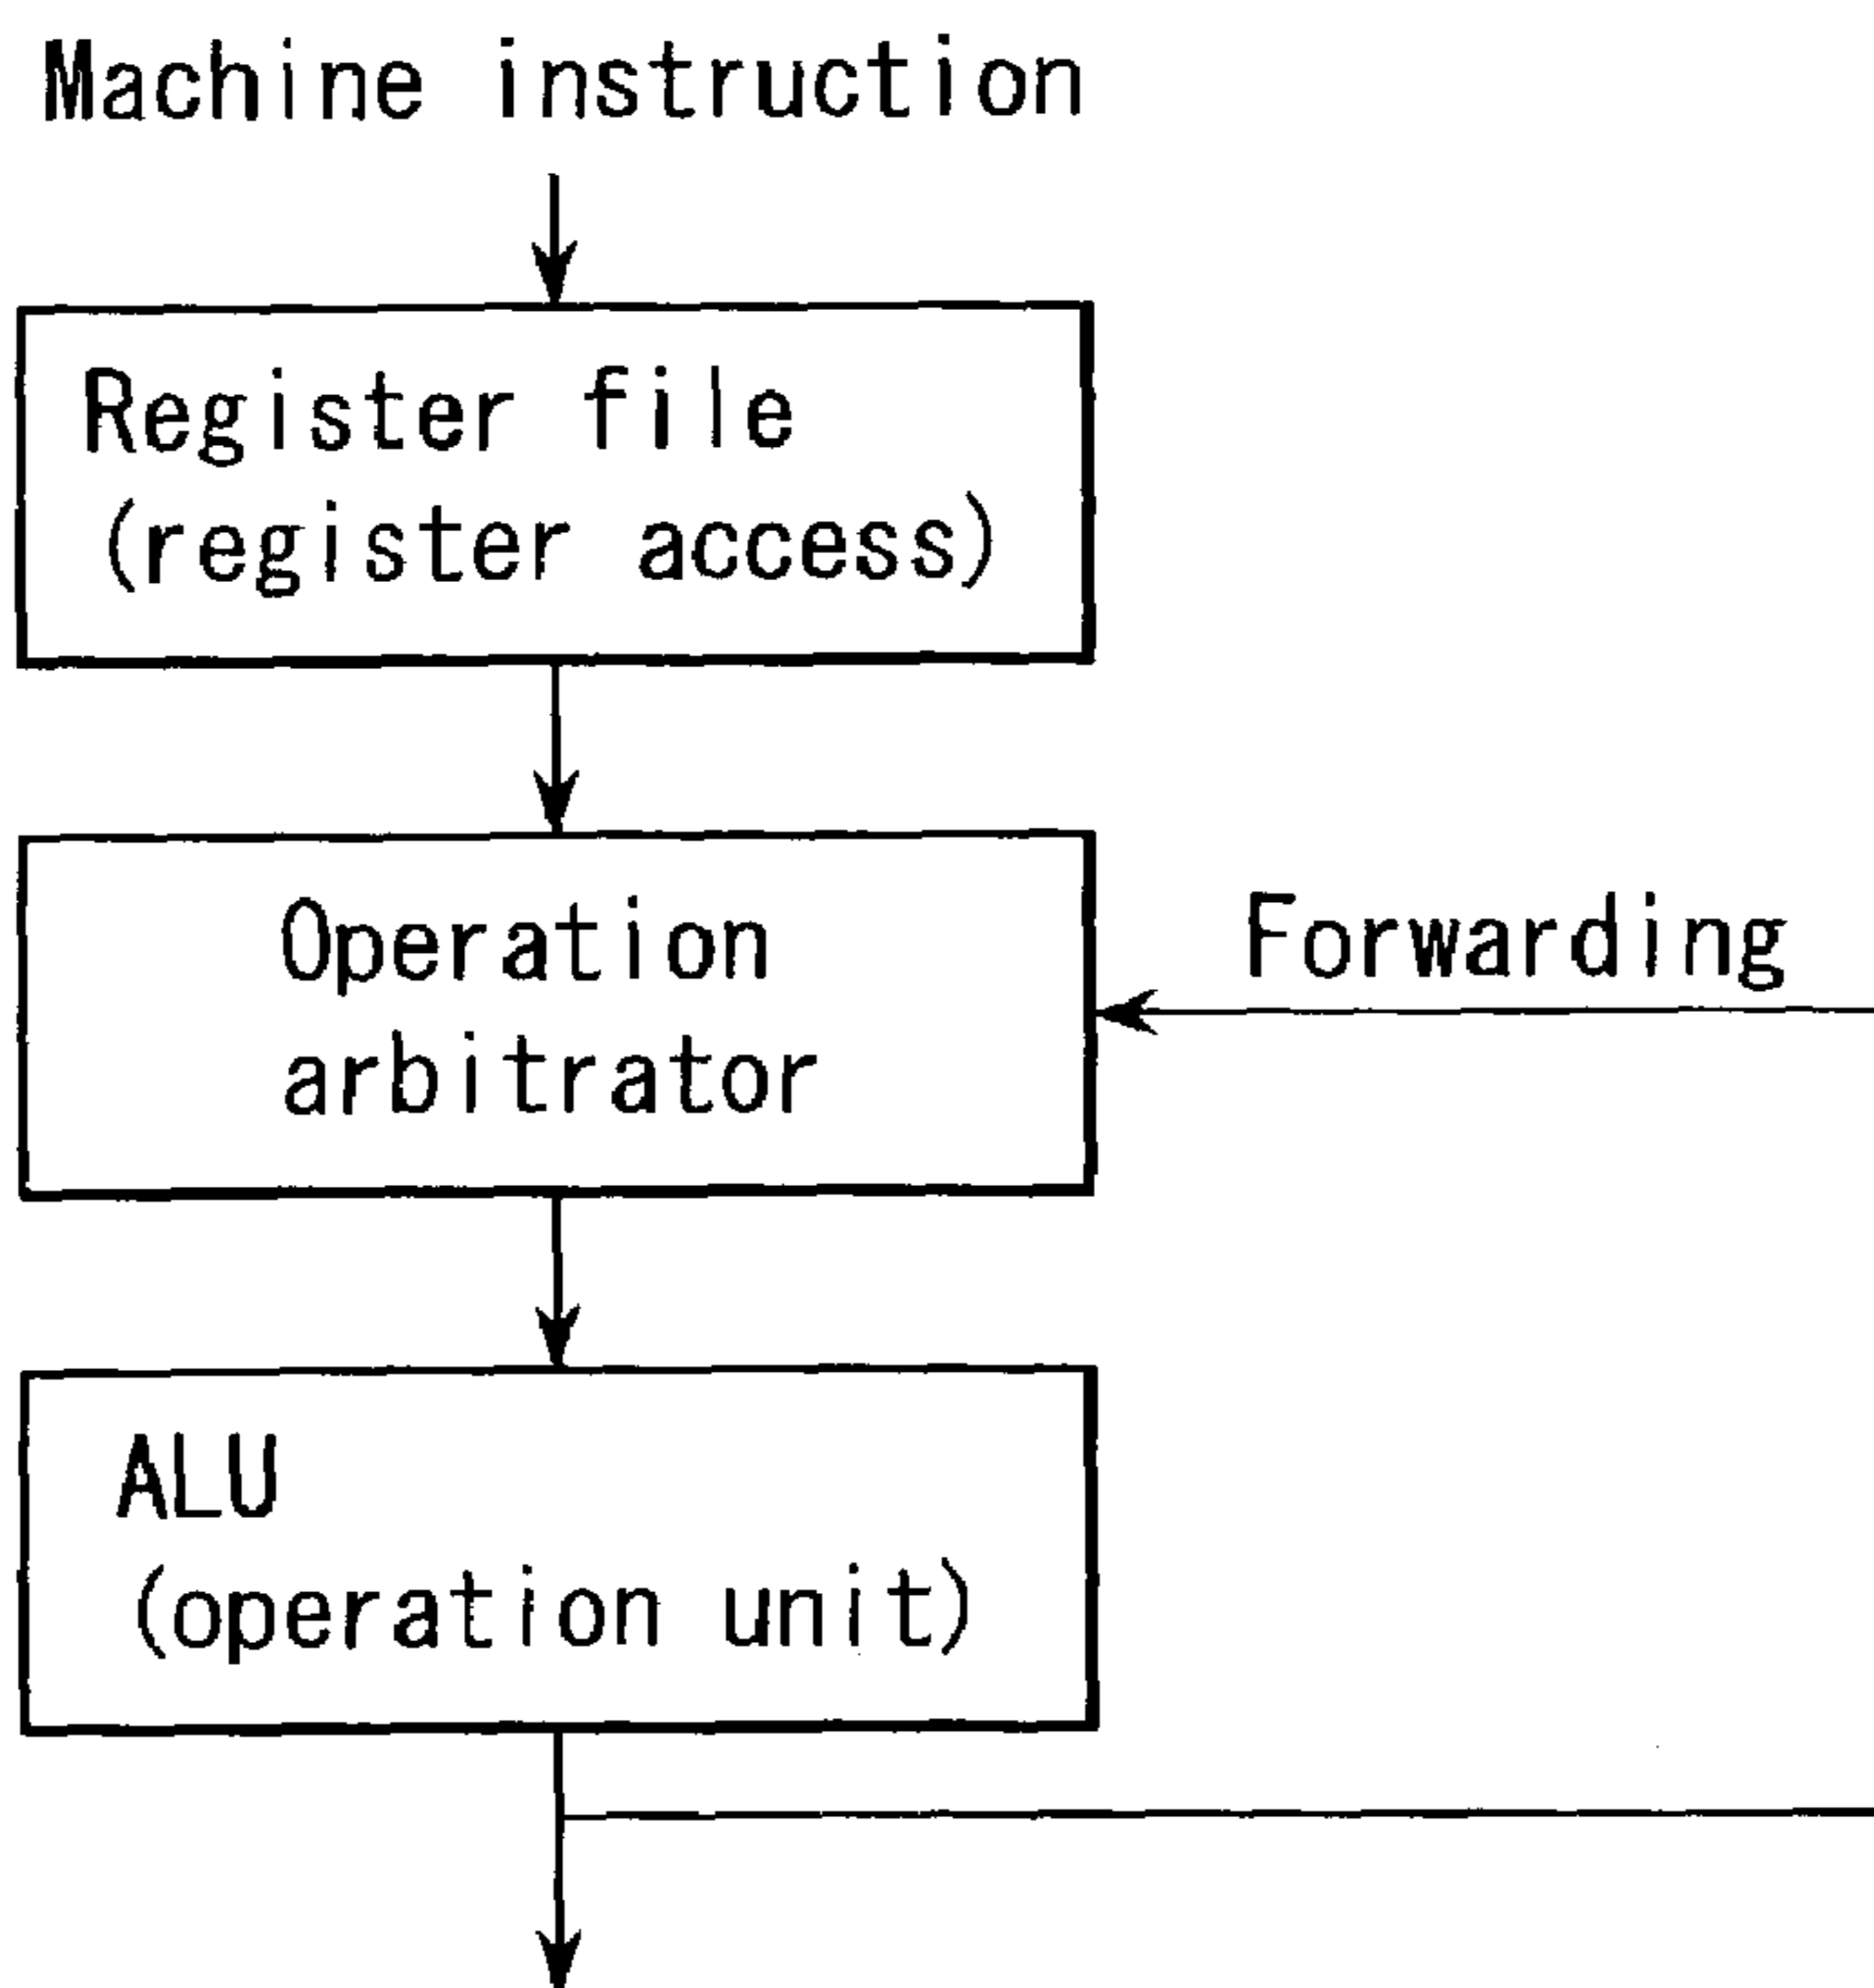 Machine instruction
Register file
(register access)
Operation
arbitrator
Forwarding
ALU
(operation unit)